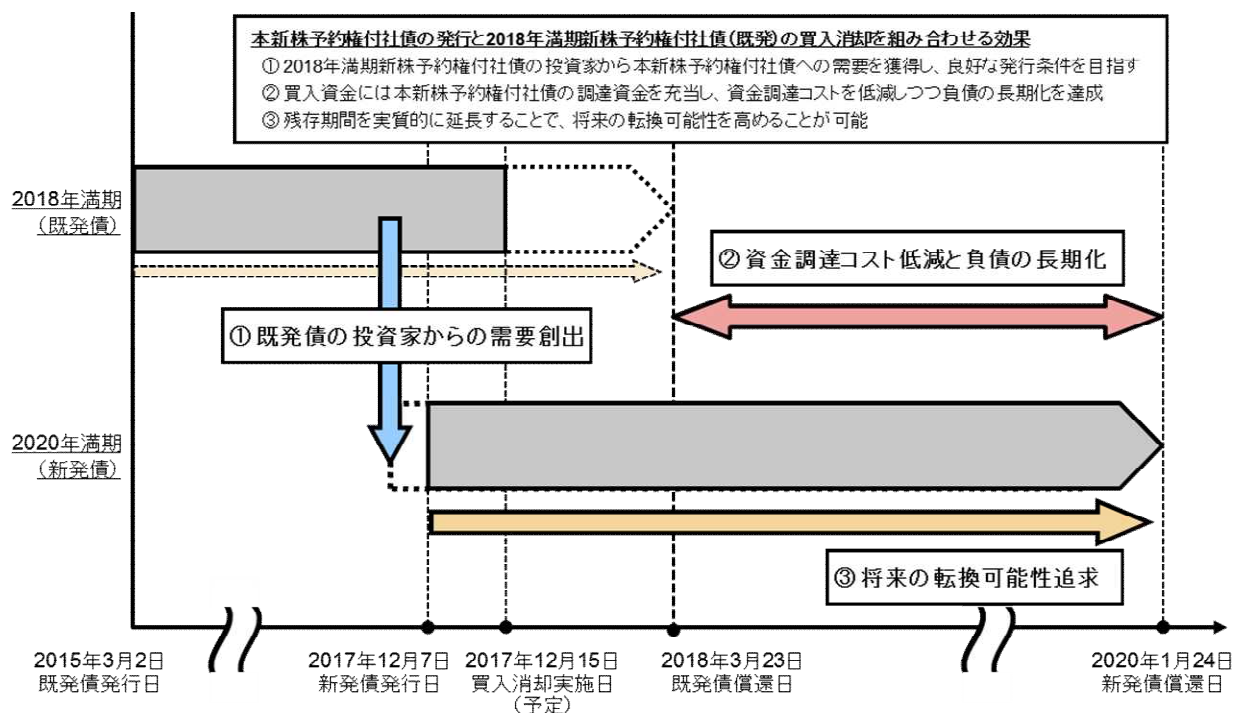 本新株予約権付社債の発行と2018年満期新株予約権付社債(既発)の買入消却を組み合わせる効果
①2018年満期新株予約権付社債の投資家から本新株予約権付社債への需要を獲得し、良好な発行条件を目指す
②買入資金には本新株予約権付社債の調達資金を充当し、資金調達コストを低減しつつ負債の長期化を達成
③残存期間を実質的に延長することで、将来の転換可能性を高めることが可能
2018年満期
（既発債）
②資金調達コスト低減と負債の長期化
①既発債の投資家からの需要創出
2020年満期
（新発債）
③将来の転換可能性追求
2015年3月2日
既発債発行日
2017年12月7日
新発債発行日
2017年12月15日
買入消却実施日
（予定）
2018年3月23日
既発債償還日
2020年1月24日
新発債償還日